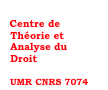 Centre de
Théorie et
Analyse du
Droit
UMR CNRS 7074